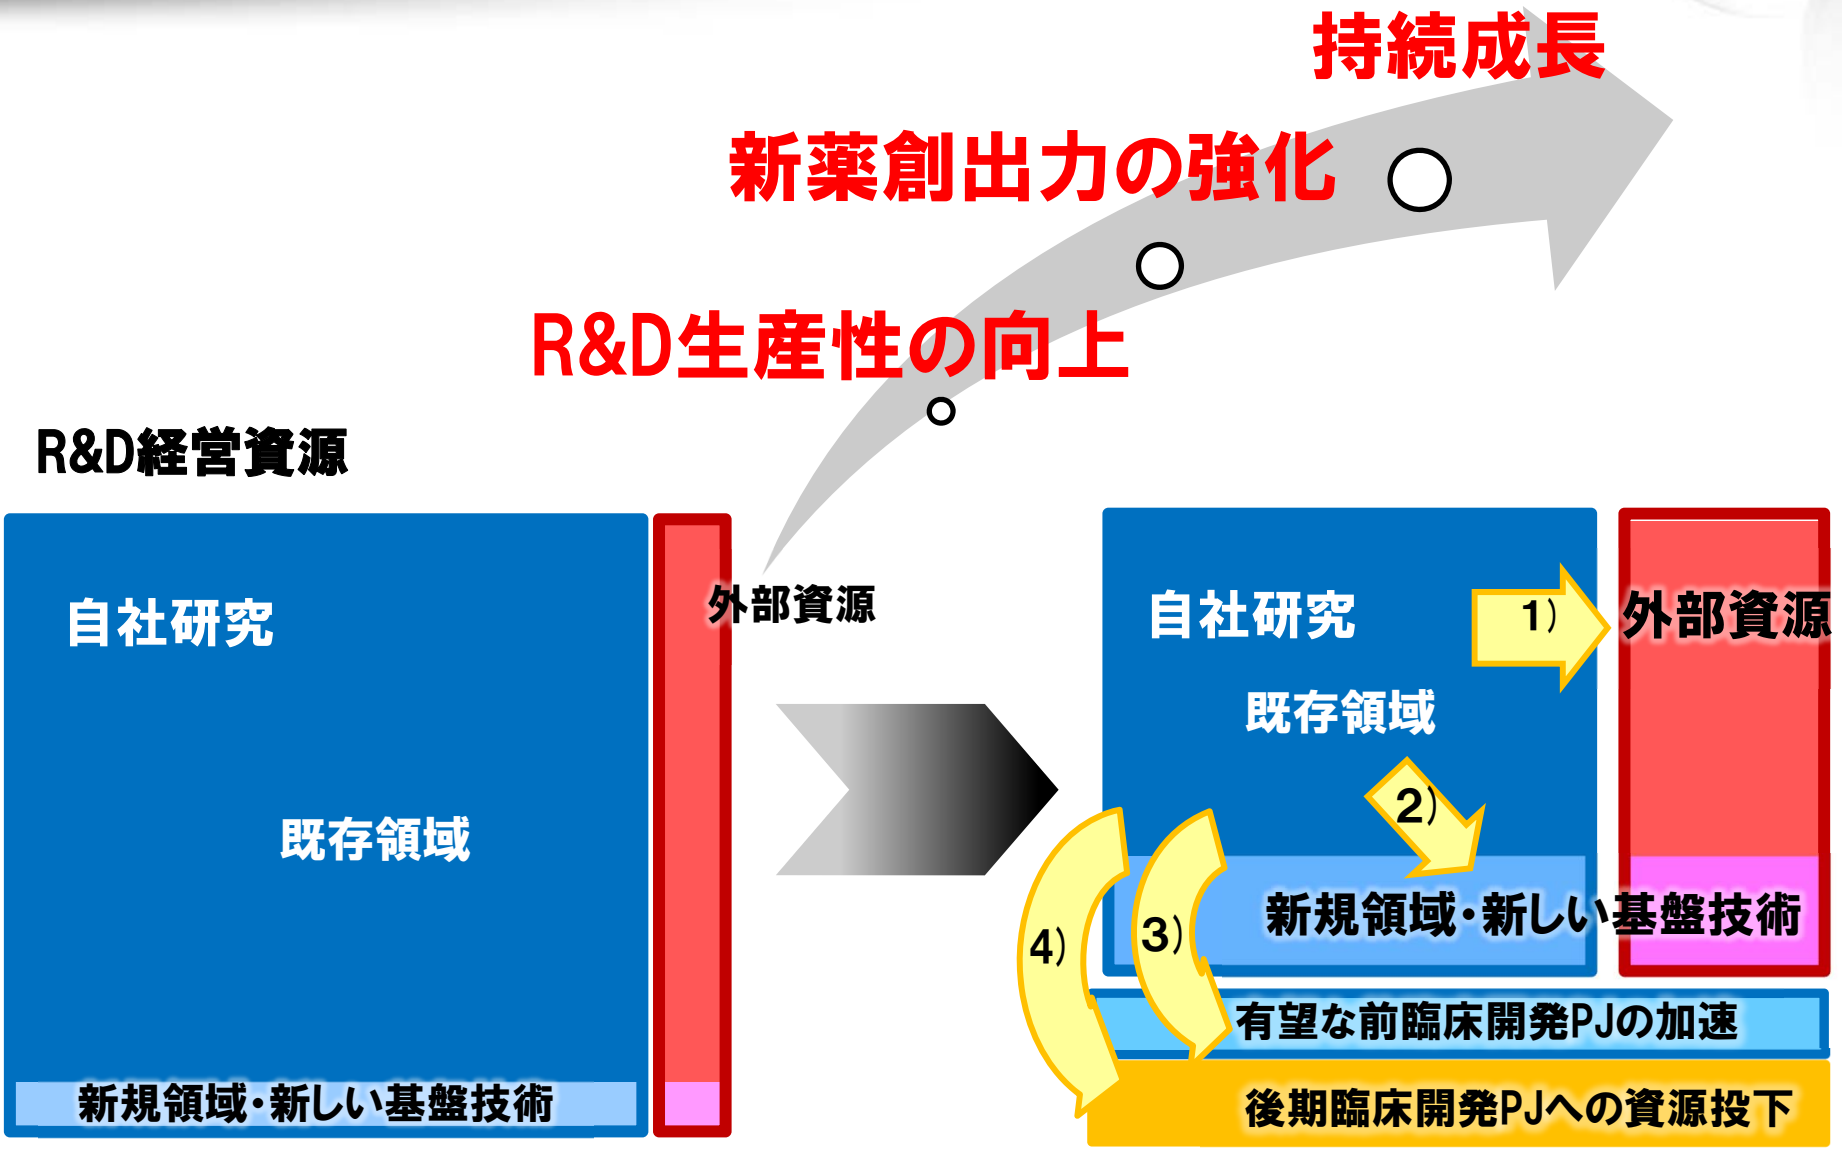 持続成長
新薬創出力の強化
R&D生産性の向上
R&D経営資源
自社研究
外部資源
既存領域
新規領域・新しい基盤技術
自社研究
1)
外部資源
既存領域
2)
新規領域・新しい基盤技術
3)
4)
有望な前臨床開発PJの加速
後期臨床開発PJへの資源投下